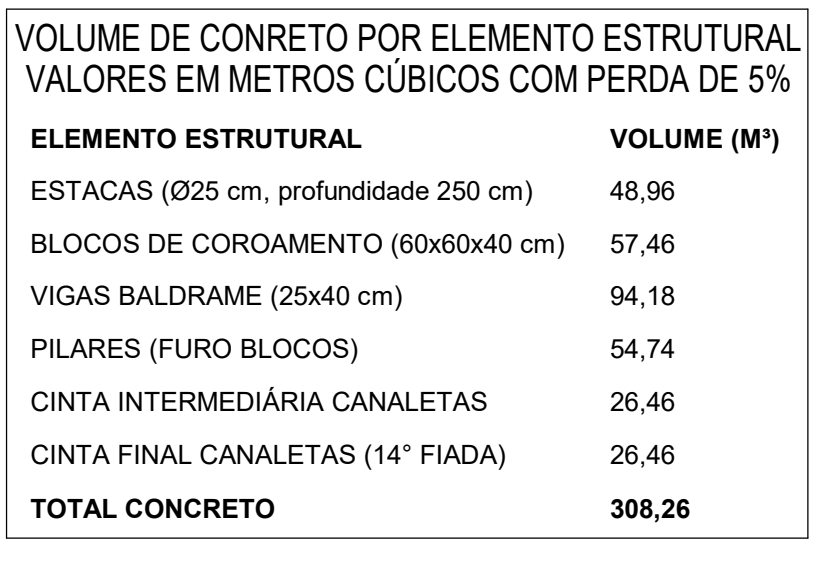 VOLUME DE CONRETO POR ELEMENTO ESTRUTURAL
VALORES EM METROS CÚBICOS COM PERDA DE 5%
ELEMENTO ESTRUTURAL VOLUME (M³)
ESTACAS (Ø25 cm, profundidade 250 cm) 48,96
BLOCOS DE COROAMENTO (60x60x40 cm) 57,46
VIGAS BALDRAME (25x40 cm) 94,18
PILARES (FURO BLOCOS) 54,74
CINTA INTERMEDIÁRIA CANALETAS 26,46
CINTA FINAL CANALETAS (14° FIADA) 26,46
TOTAL CONCRETO 308,26